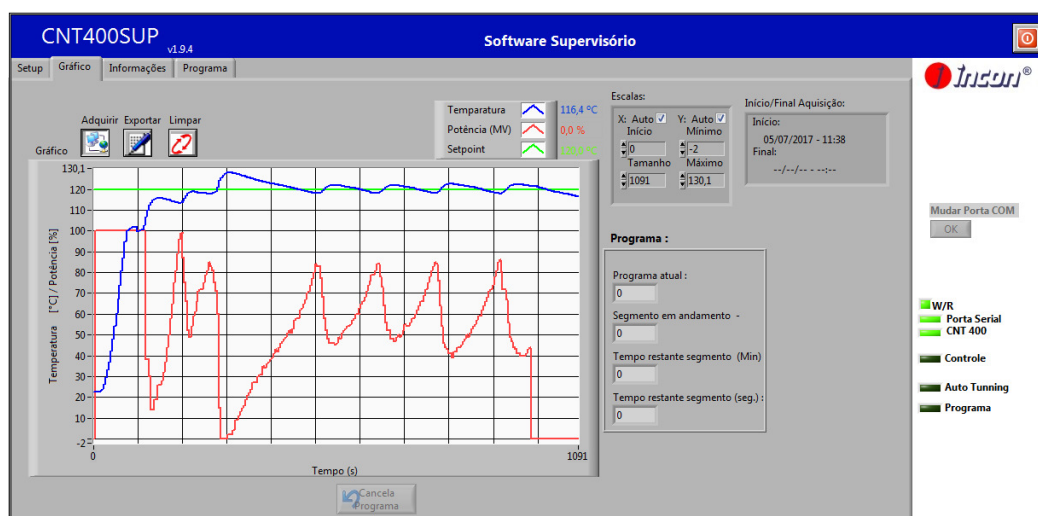 CNT400SUP
v1.9.4
Software Supervisório
Setup Gráfico Informações Programa
incon®
Adquirir Exportar Limpar
Gráfico
Temparatura 116,4 ºC
Potência (MV) 0,0 %
Setpoint
Escalas:
X: Auto Y: Auto
Início Mínimo
0 -2
Tamanho Máximo
1091 130,1
Início/Final Aquisição:
Início:
05/07/2017 - 11:38
Final:
--/--/-- - --:--
130,1
120
110
100
90
80
70
60
50
40
30
20
10
-2
Temperatura [°C] / Potência [%]
0 1091
Tempo (s)
Cancela
Programa
Programa :
Programa atual :
0
Segmento em andamento -
0
Tempo restante segmento (Min)
0
Tempo restante segmento (seg.) :
0
Mudar Porta COM
OK
W/R
Porta Serial
CNT 400
Controle
Auto Tunning
Programa